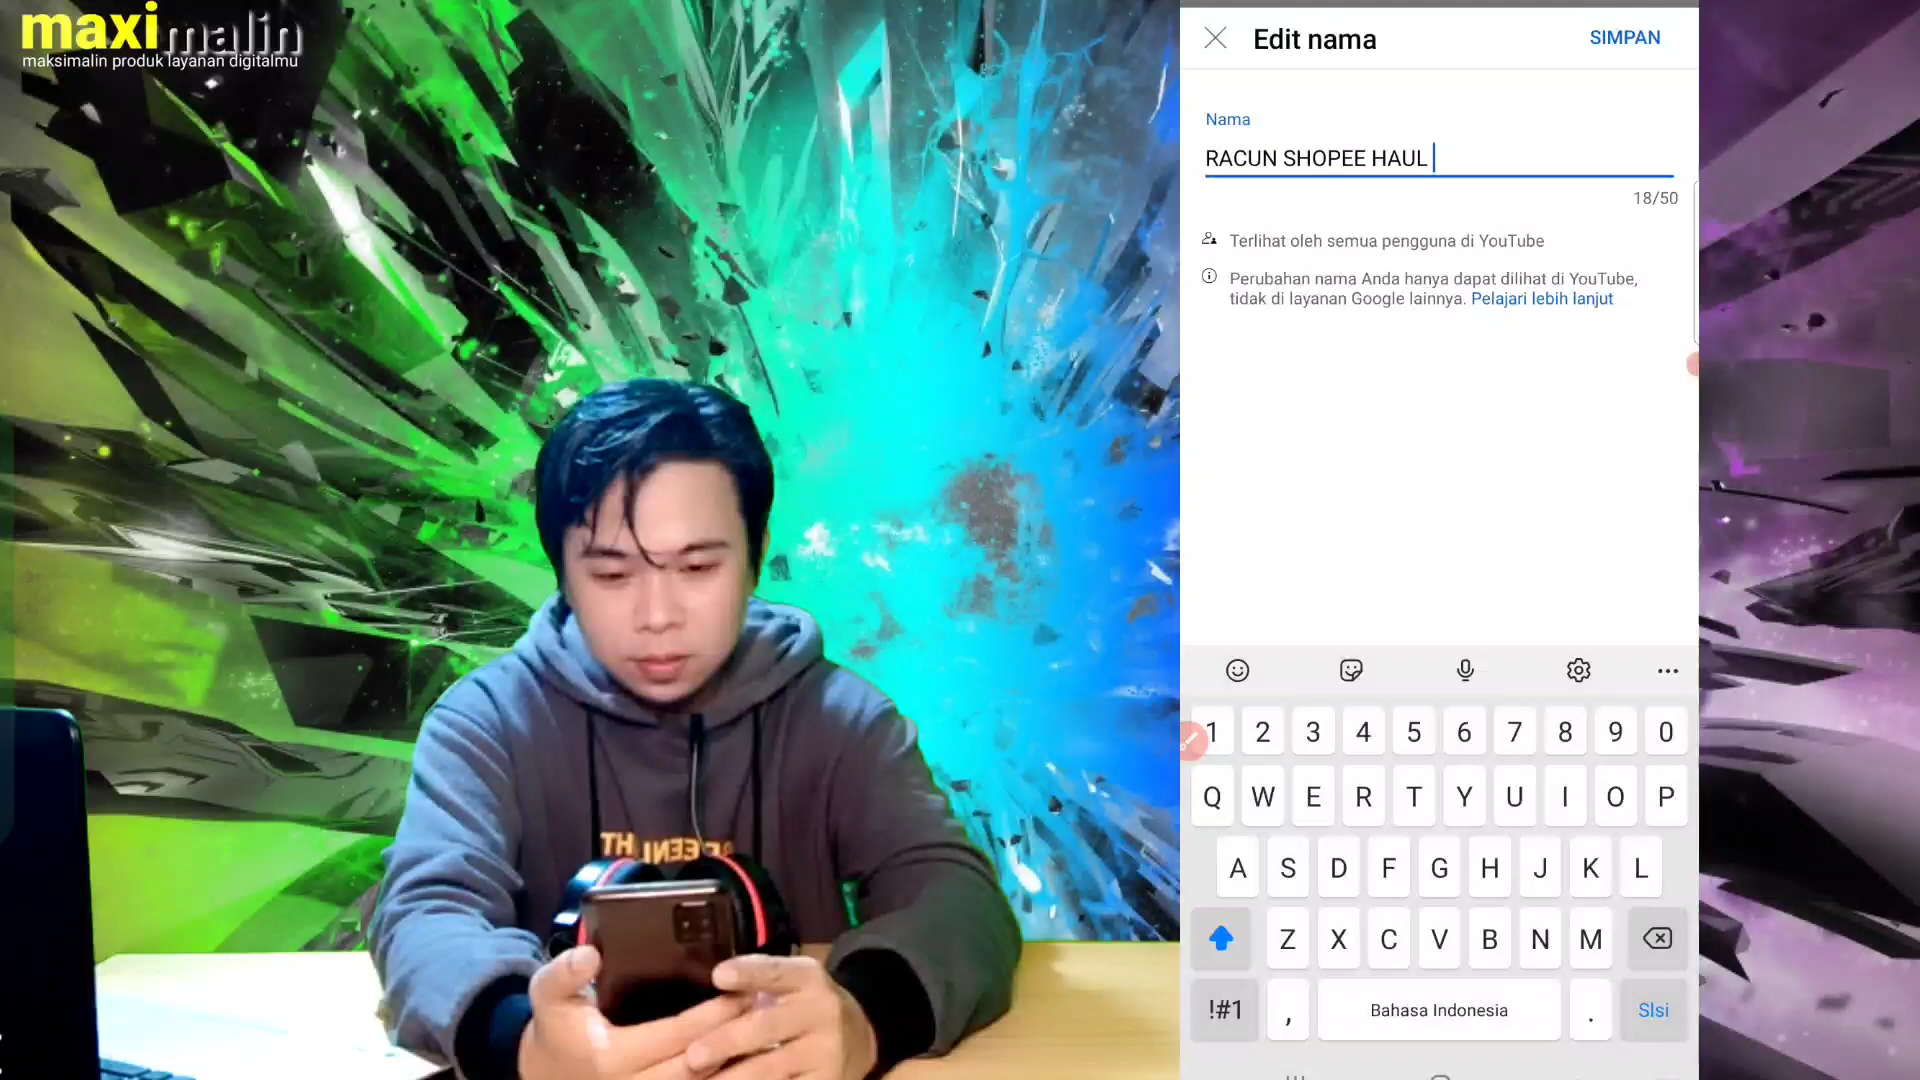 maximalin
maksimalin produk layanan digitalmu
Edit nama
SIMPAN
Nama
RACUN SHOPEE HAUL
18/50
Terlihat oleh semua pengguna di YouTube
Perubahan nama Anda hanya dapat dilihat di YouTube,
tidak di layanan Google lainnya. Pelajari lebih lanjut
1 2 3 4 5 6 7 8 9 0
Q W E R T Y U I O P
A S D F G H J K L
Z X C V B N M
!#1 , Bahasa Indonesia . Slsi